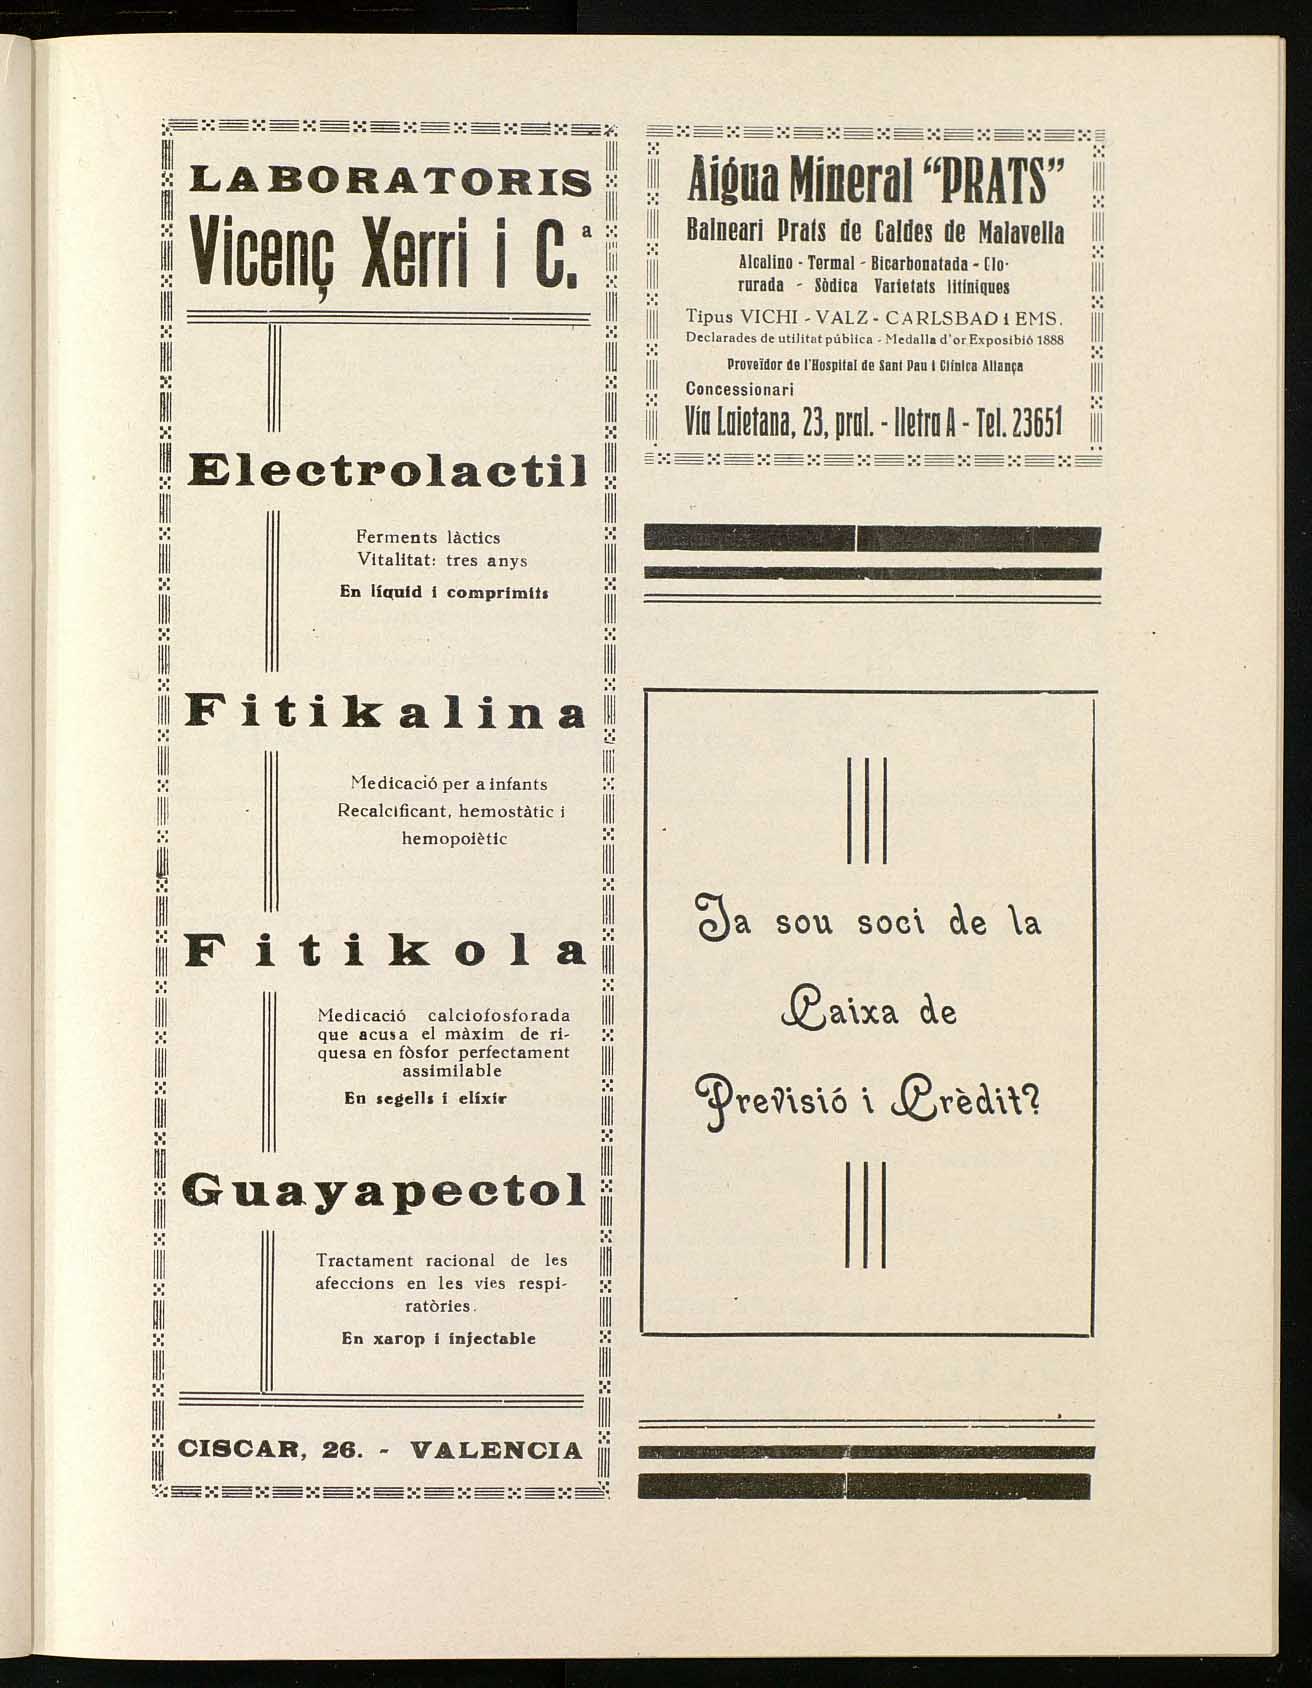 LABORATORIS
Vicenç Xerri i C.ª
Electrolactil
Ferments làctics
Vitalitat: tres anys
En líquid i comprimits
Fitikalina
Medicació per a infants
Recalcificant, hemostàtic i
hemopoiètic
Fitikola
Medicació calciofosforada
que acusa el màxim de ri-
quesa en fòsfor perfectament
assimilable
En segells i elíxir
Guayapectol
Tractament racional de les
afeccions en les vies respi-
ratòries.
En xarop i injectable
CISCAR, 26. - VALENCIA
Aigua Mineral “PRATS”
Balneari Prats de Caldes de Malavella
Alcalino - Termal - Bicarbonatada - Clo-
rurada - Sòdica Varietats litíniques
Tipus VICHI - VALZ - CARLSBAD i EMS.
Declarades de utilitat pública - Medalla d'or Exposibió 1888
Proveïdor de l'Hospital de Sant Pau i Clínica Aliança
Concessionari
Vía Laietana, 23, pral. - lletra A - Tel. 23651
Ja sou soci de la
Caixa de
Previsió i Crèdit?